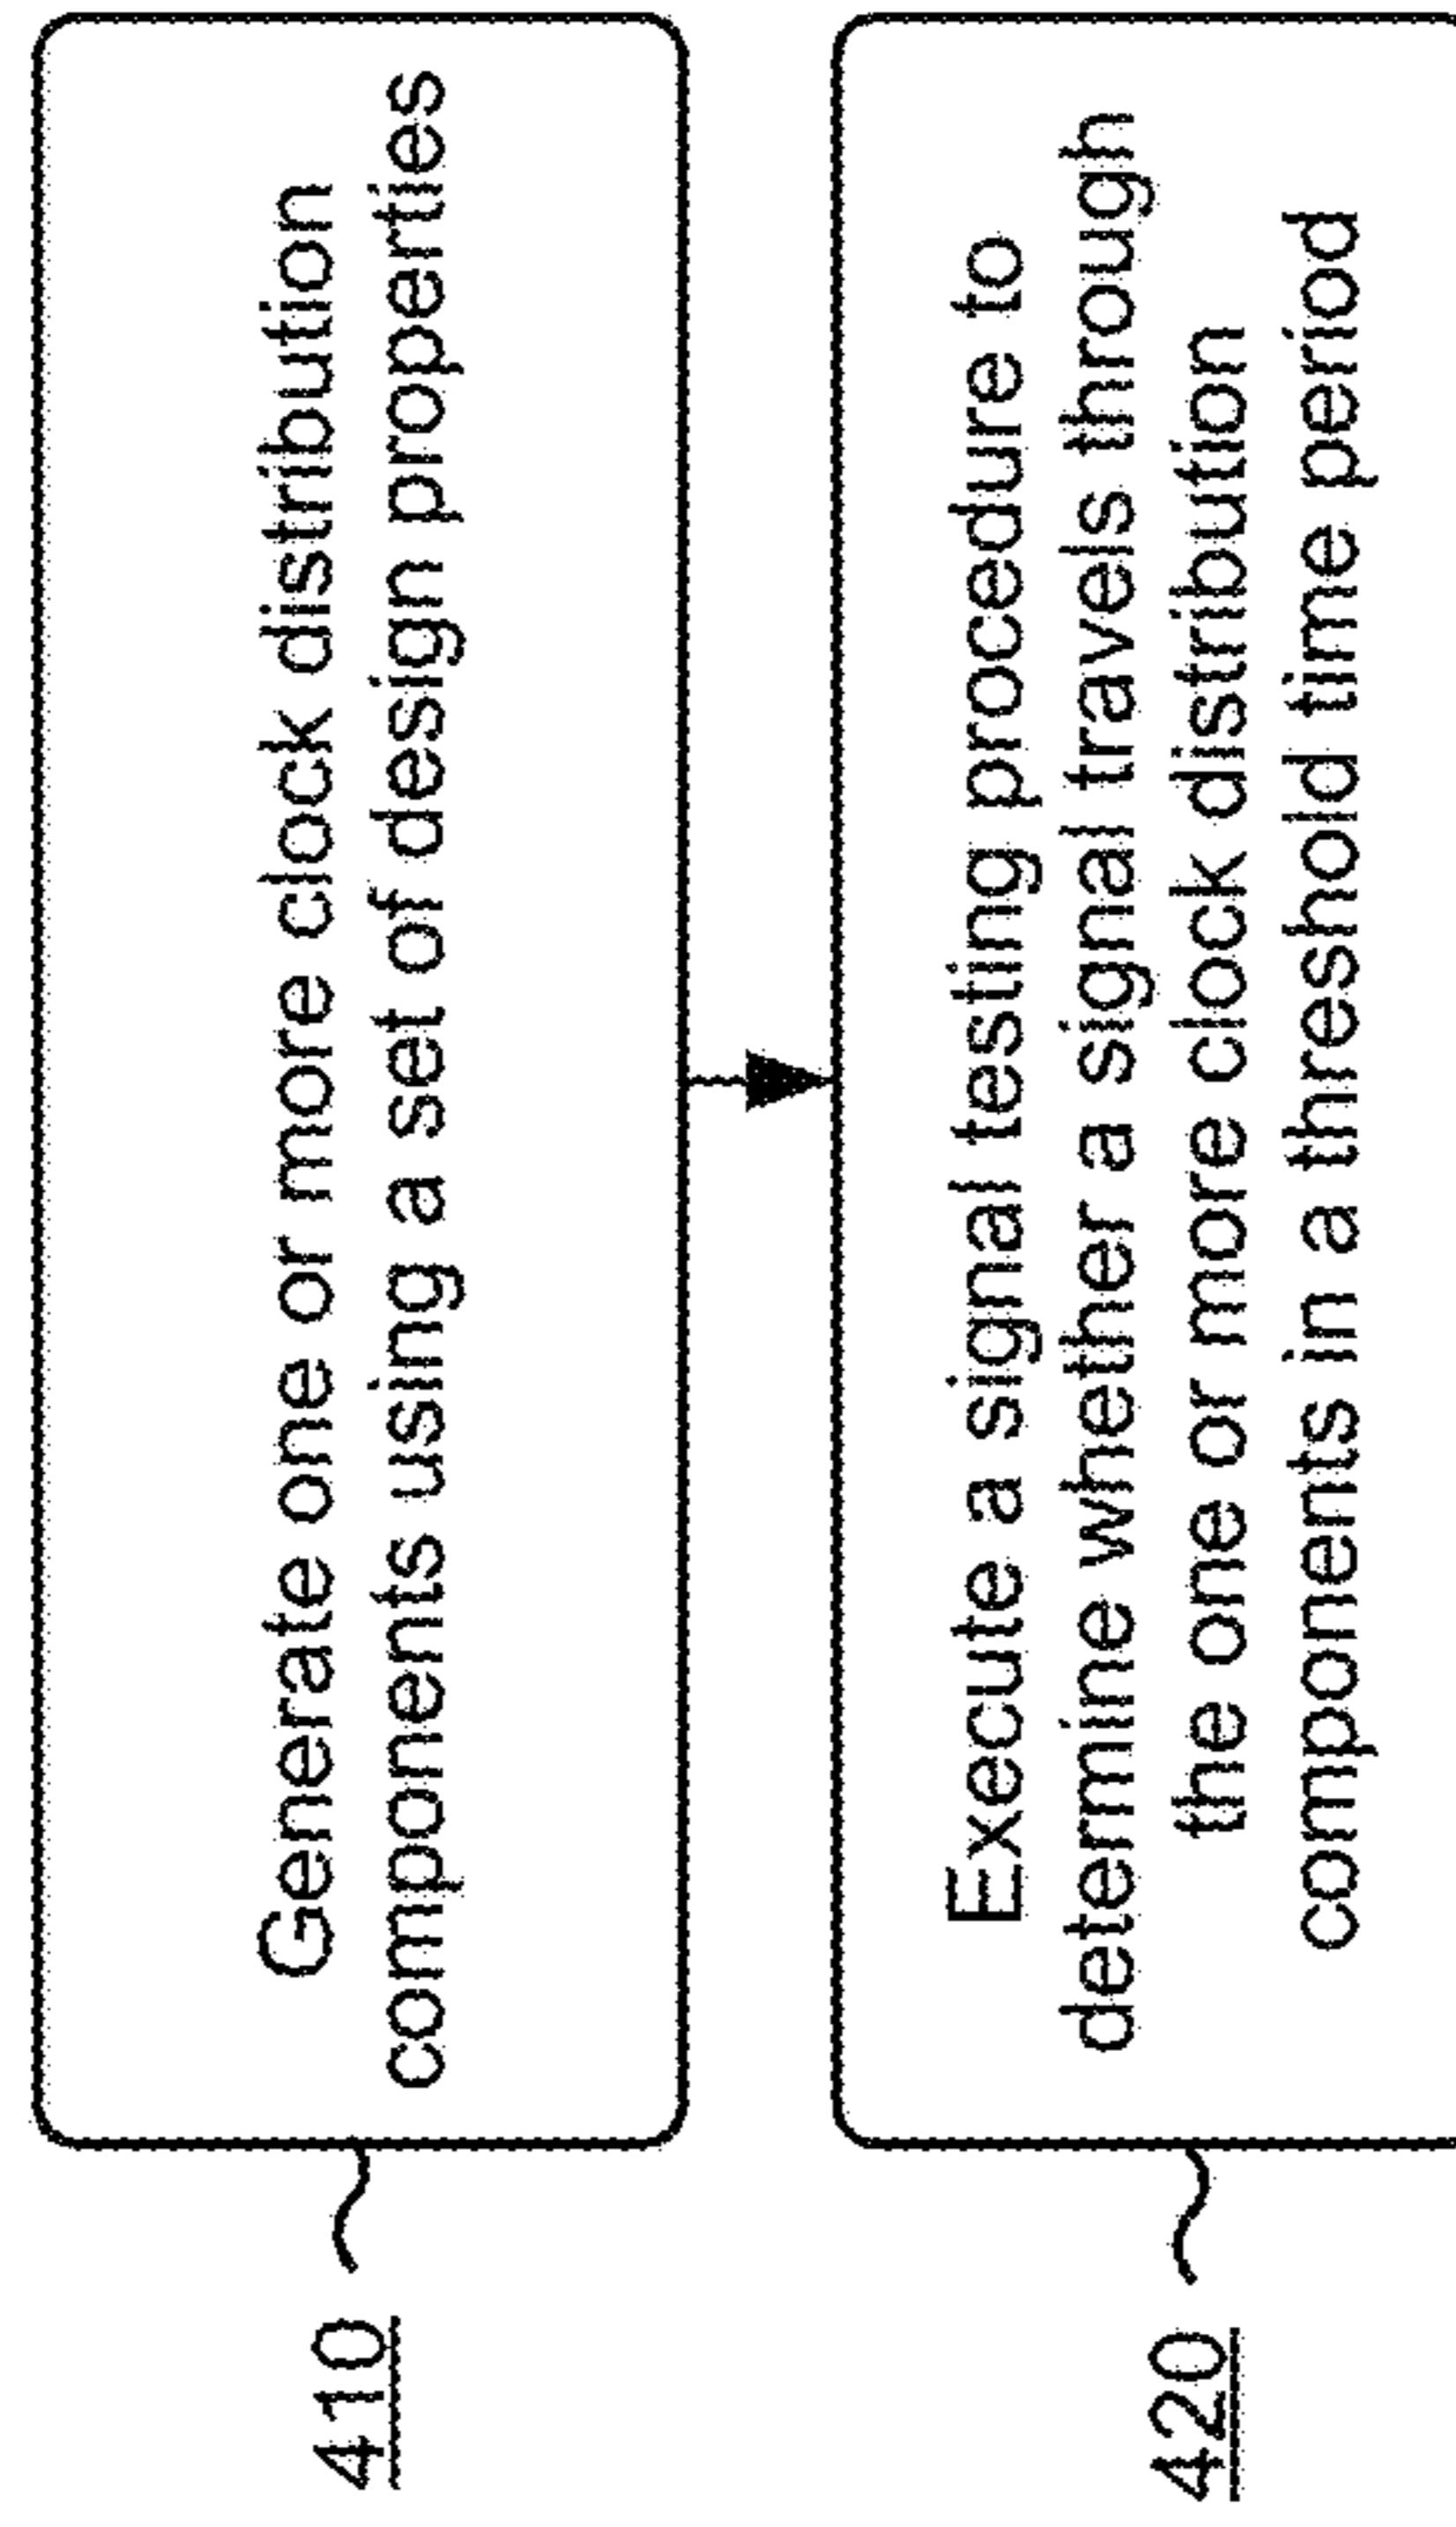 410
Generate one or more clock distribution
components using a set of design properties
420
Execute a signal testing procedure to
determine whether a signal travels through
the one or more clock distribution
components in a threshold time period